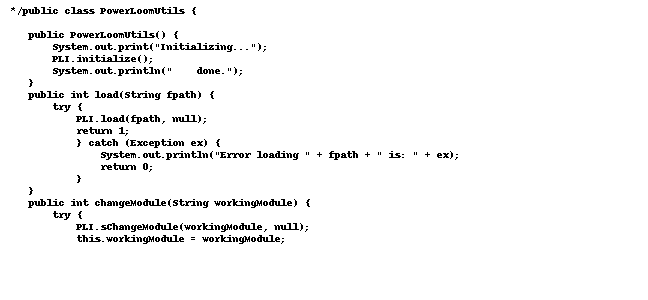 */public class PowerLoomUtils {
public PowerLoomUtils() {
System.out.print("Initializing...");
PLI.initialize();
System.out.println("    done.");
}
public int load(String fpath) {
try {
PLI.load(fpath, null);
return 1;
} catch (Exception ex) {
System.out.println("Error loading " + fpath + " is: " + ex);
return 0;
}
}
public int changeModule(String workingModule) {
try {
PLI.sChangeModule(workingModule, null);
this.workingModule = workingModule;